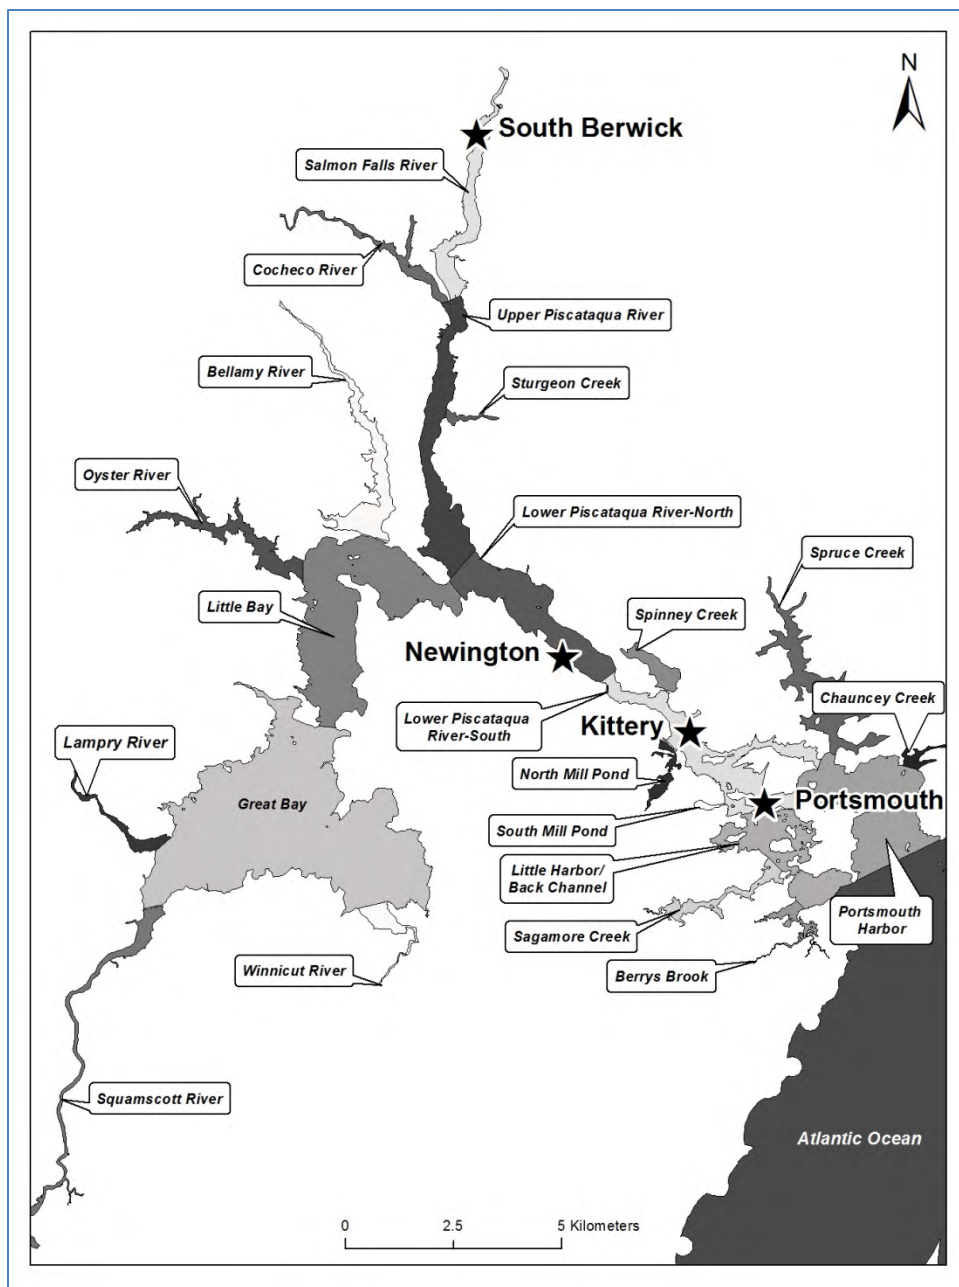 N
South Berwick
Salmon Falls River
Cocheco River
Upper Piscataqua River
Bellamy River
Sturgeon Creek
Oyster River
Lower Piscataqua River-North
Spruce Creek
Little Bay
Spinney Creek
Newington
Chauncey Creek
Lower Piscataqua
River-South
Kittery
Lampry River
North Mill Pond
Great Bay
Portsmouth
South Mill Pond
Little Harbor/
Back Channel
Portsmouth
Harbor
Sagamore Creek
Winnicut River
Berrys Brook
Squamscott River
Atlantic Ocean
0 2.5 5 Kilometers